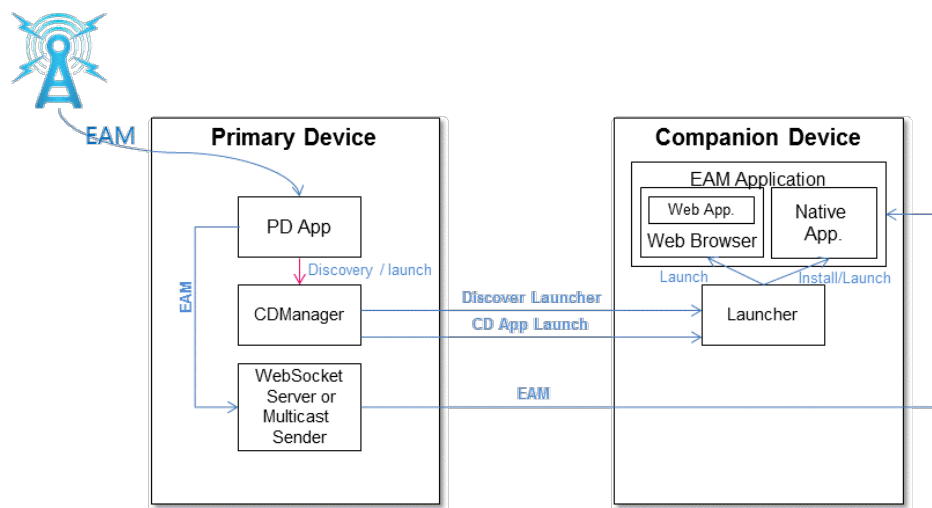 EAM
Primary Device
PD App
Discovery / launch
EAM
CDManager
WebSocket
Server or
Multicast
Sender
Discover Launcher
CD App Launch
EAM
Companion Device
EAM Application
Web App.
Web Browser
Native
App.
Launch
Install/Launch
Launcher